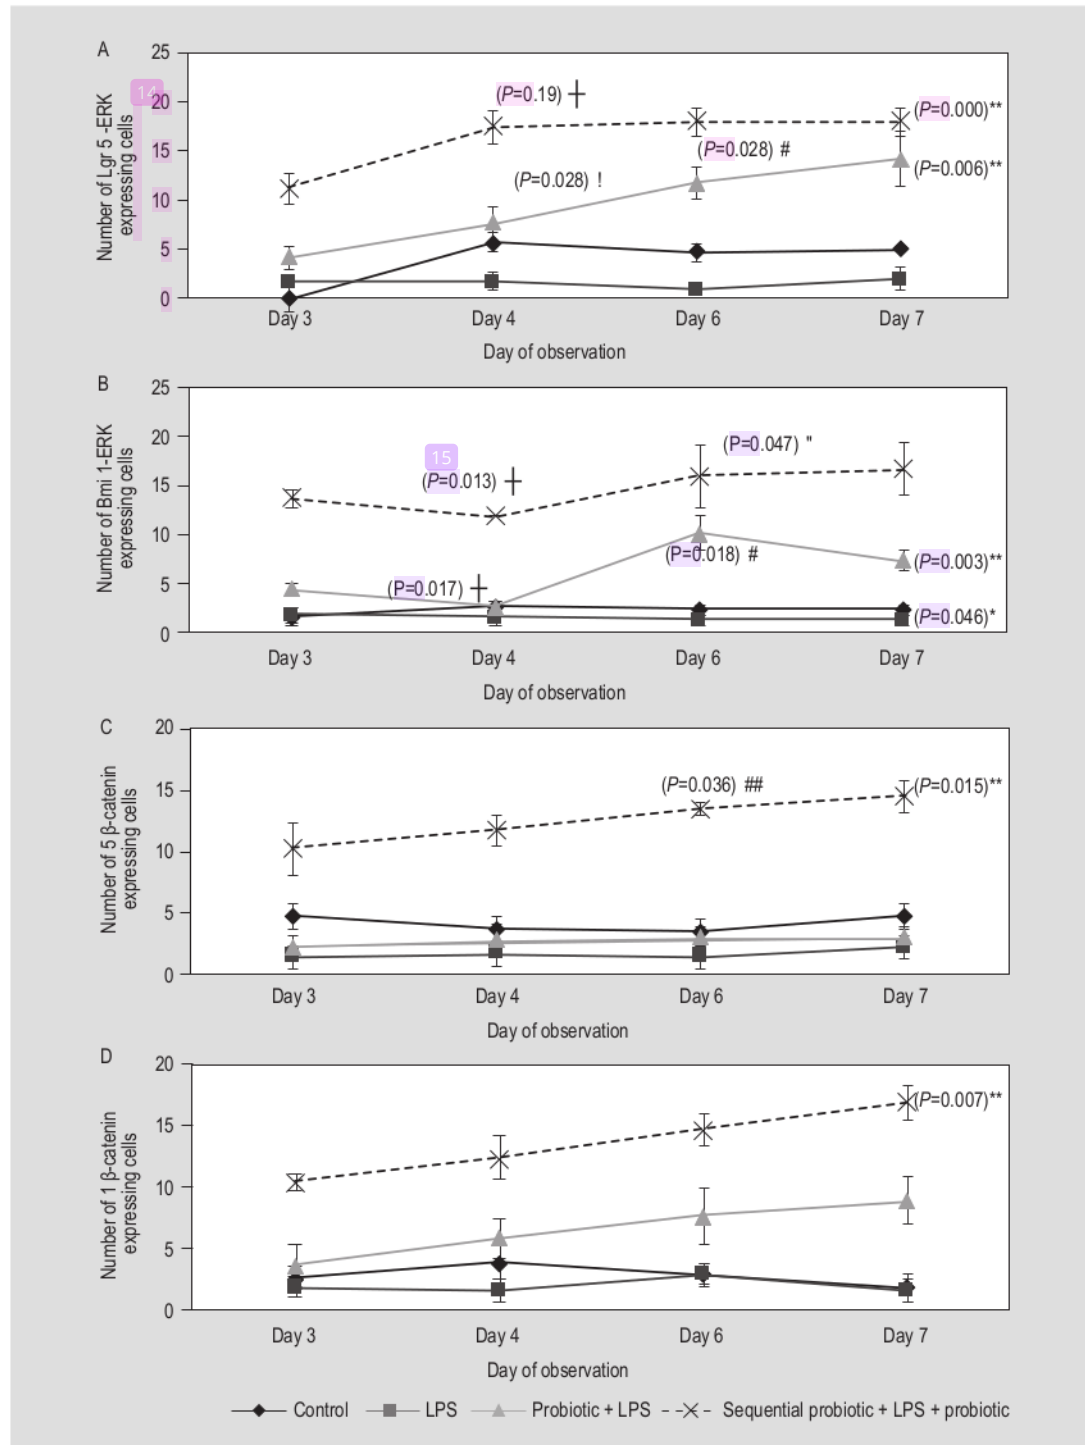 A
25
14
20
15
10
5
0
Number of Lgr 5 -ERK
expressing cells
(P=0.19) ┼
(P=0.000)**
(P=0.028) #
(P=0.006)**
(P=0.028) !
Day 3 Day 4 Day 6 Day 7
Day of observation
B
25
20
15
10
5
0
Number of Bmi 1-ERK
expressing cells
(P=0.047) "
15
(P=0.013) ┼
(P=0.018) #
(P=0.003)**
(P=0.017) ┼
(P=0.046)*
Day 3 Day 4 Day 6 Day 7
Day of observation
C
20
15
10
5
0
Number of 5 β-catenin
expressing cells
(P=0.036) ##
(P=0.015)**
Day 3 Day 4 Day 6 Day 7
Day of observation
D
20
15
10
5
0
Number of 1 β-catenin
expressing cells
(P=0.007)**
Day 3 Day 4 Day 6 Day 7
Day of observation
Control LPS Probiotic + LPS Sequential probiotic + LPS + probiotic